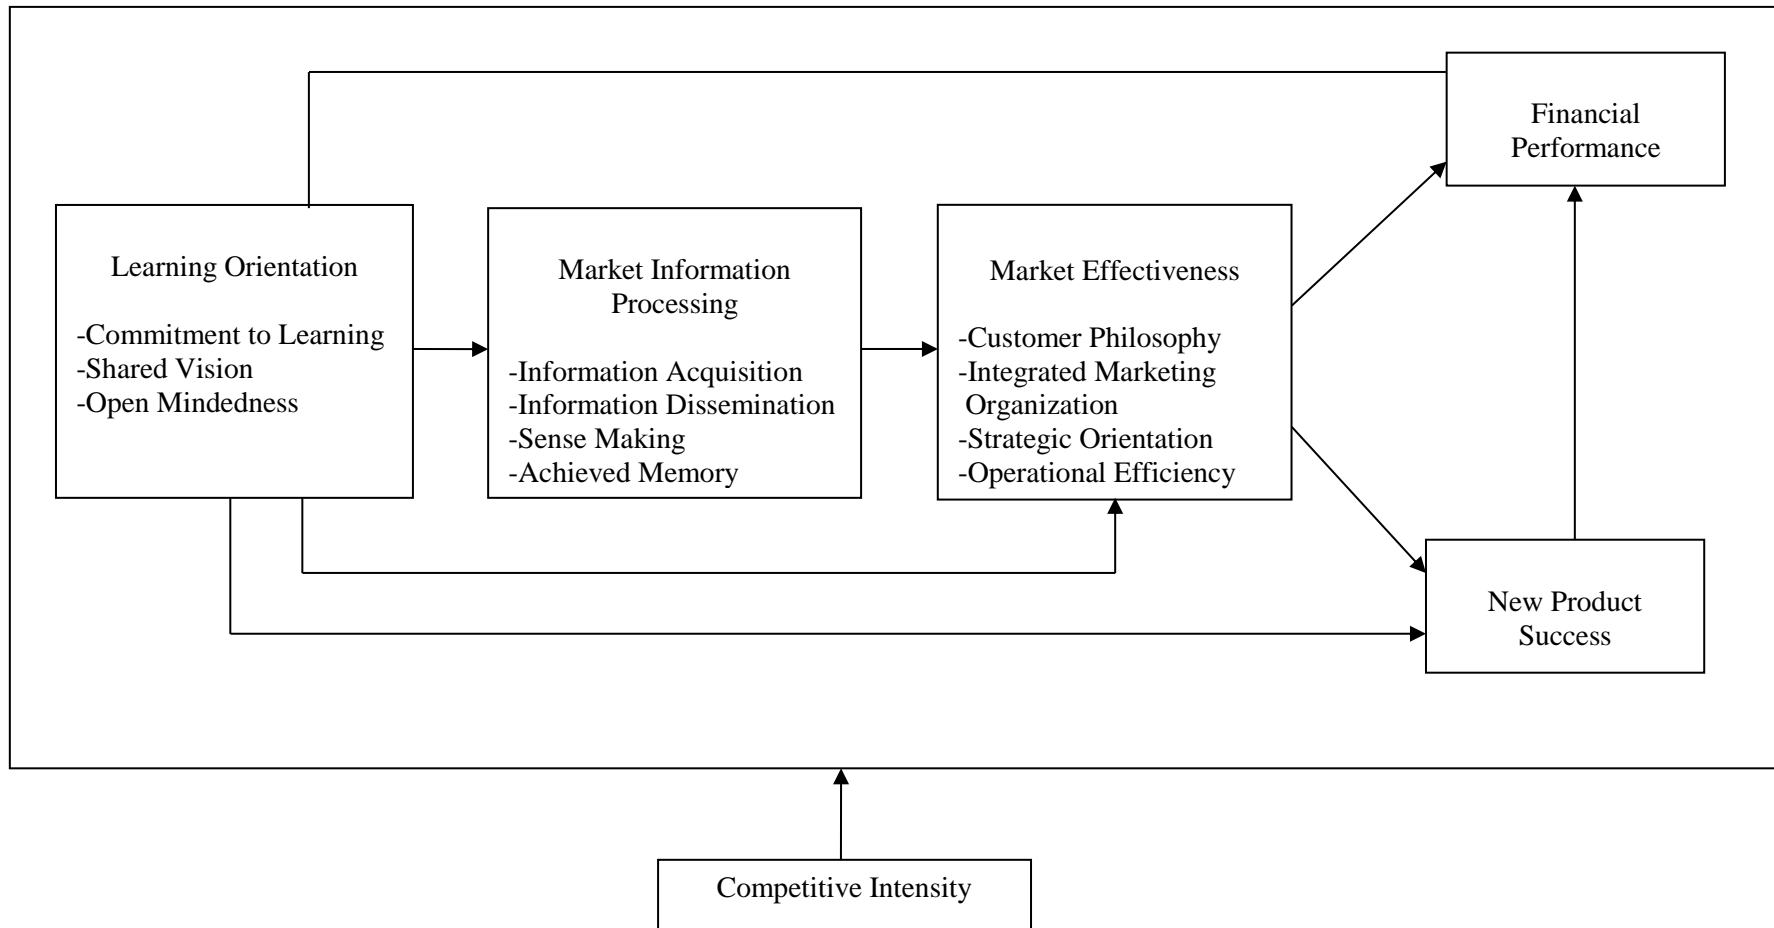 Financial
Performance
Learning Orientation
-Commitment to Learning
-Shared Vision
-Open Mindedness
Market Information
Processing
-Information Acquisition
-Information Dissemination
-Sense Making
-Achieved Memory
Market Effectiveness
-Customer Philosophy
-Integrated Marketing
Organization
-Strategic Orientation
-Operational Efficiency
New Product
Success
Competitive Intensity